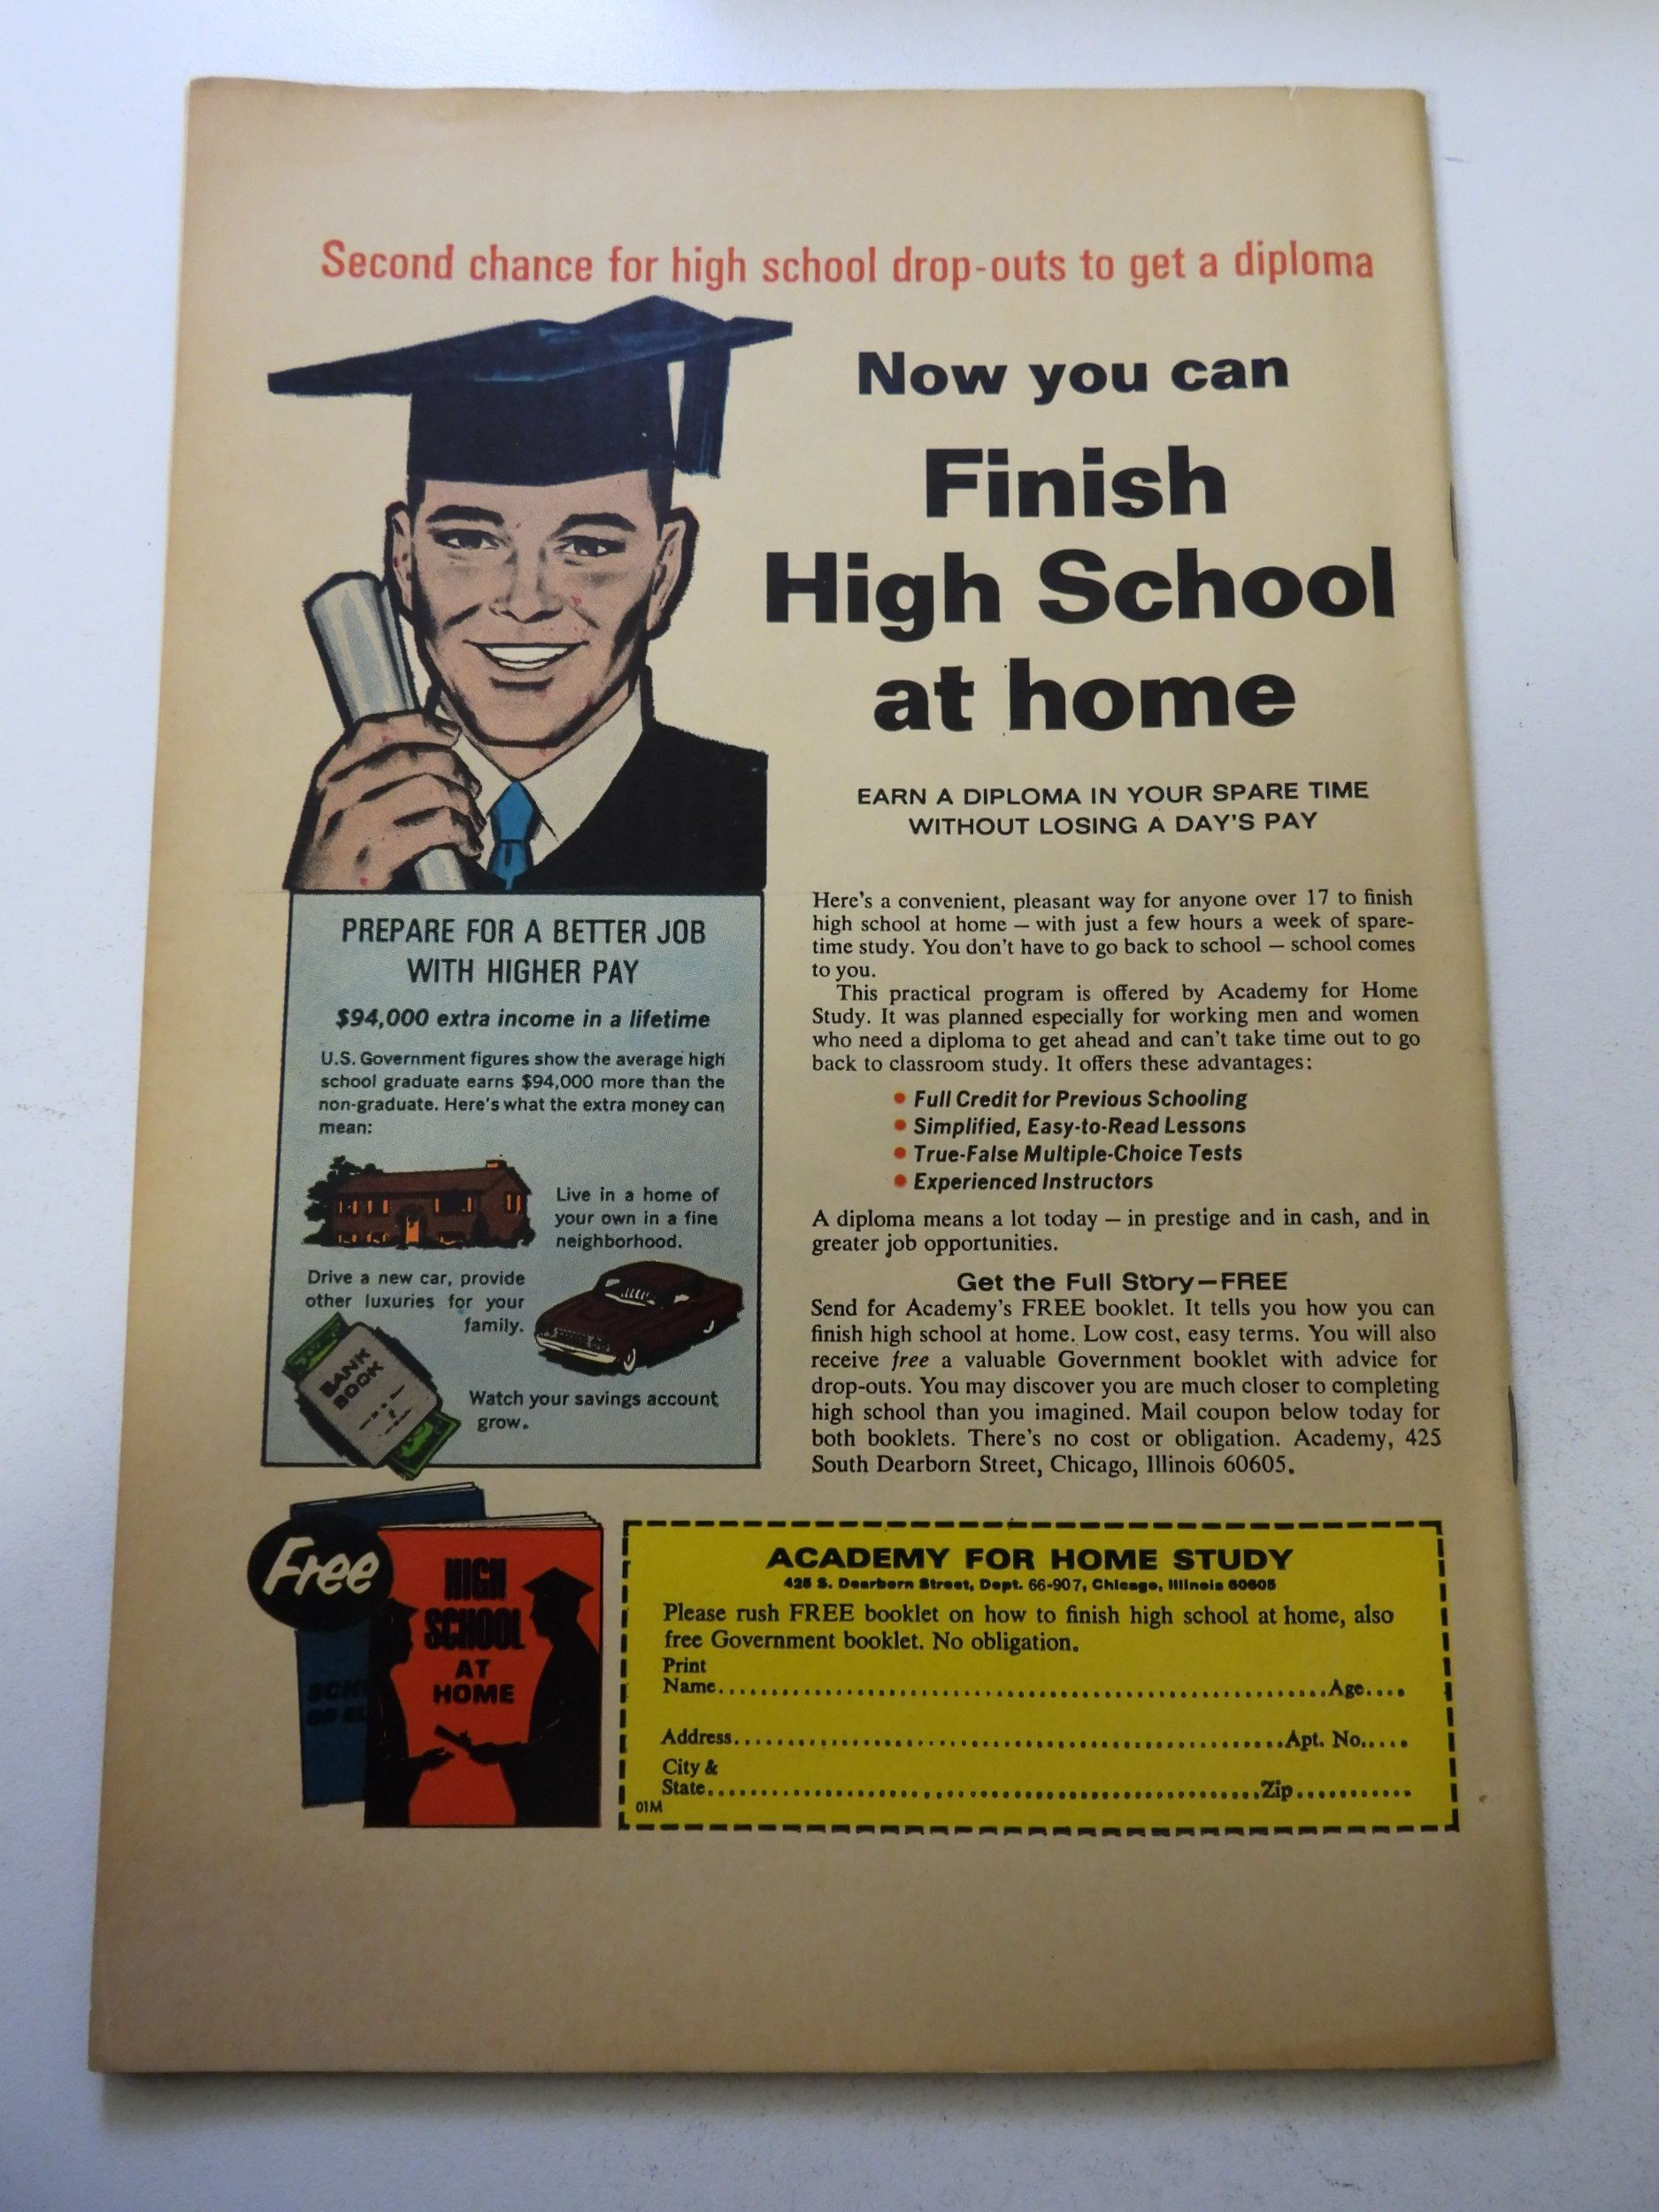 Second chance for high school drop-outs to get a diploma
Now you can
Finish
High School
at home
EARN A DIPLOMA IN YOUR SPARE TIME
WITHOUT LOSING A DAY'S PAY
PREPARE FOR A BETTER JOB
WITH HIGHER PAY
$94,000 extra income in a lifetime
U.S. Government figures show the average high
school graduate earns $94,000 more than the
non-graduate. Here's what the extra money can
mean:
Live in a home of
your own in a fine
neighborhood.
Drive a new car, provide
other luxuries for your
family.
BANK
BOOK
Watch your savings account
grow.
Here's a convenient, pleasant way for anyone over 17 to finish
high school at home — with just a few hours a week of spare-
time study. You don't have to go back to school — school comes
to you.
This practical program is offered by Academy for Home
Study. It was planned especially for working men and women
who need a diploma to get ahead and can't take time out to go
back to classroom study. It offers these advantages:
• Full Credit for Previous Schooling
• Simplified, Easy-to-Read Lessons
• True-False Multiple-Choice Tests
• Experienced Instructors
A diploma means a lot today — in prestige and in cash, and in
greater job opportunities.
Get the Full Story—FREE
Send for Academy's FREE booklet. It tells you how you can
finish high school at home. Low cost, easy terms. You will also
receive free a valuable Government booklet with advice for
drop-outs. You may discover you are much closer to completing
high school than you imagined. Mail coupon below today for
both booklets. There's no cost or obligation. Academy, 425
South Dearborn Street, Chicago, Illinois 60605.
Free
HIGH
SCHOOL
AT
HOME
ACADEMY FOR HOME STUDY
425 S. Dearborn Street, Dept. 66-907, Chicago, Illinois 60605
Please rush FREE booklet on how to finish high school at home, also
free Government booklet. No obligation.
Print
Name..........Age....
Address..........Apt. No.....
City &
State..........Zip..........
01M